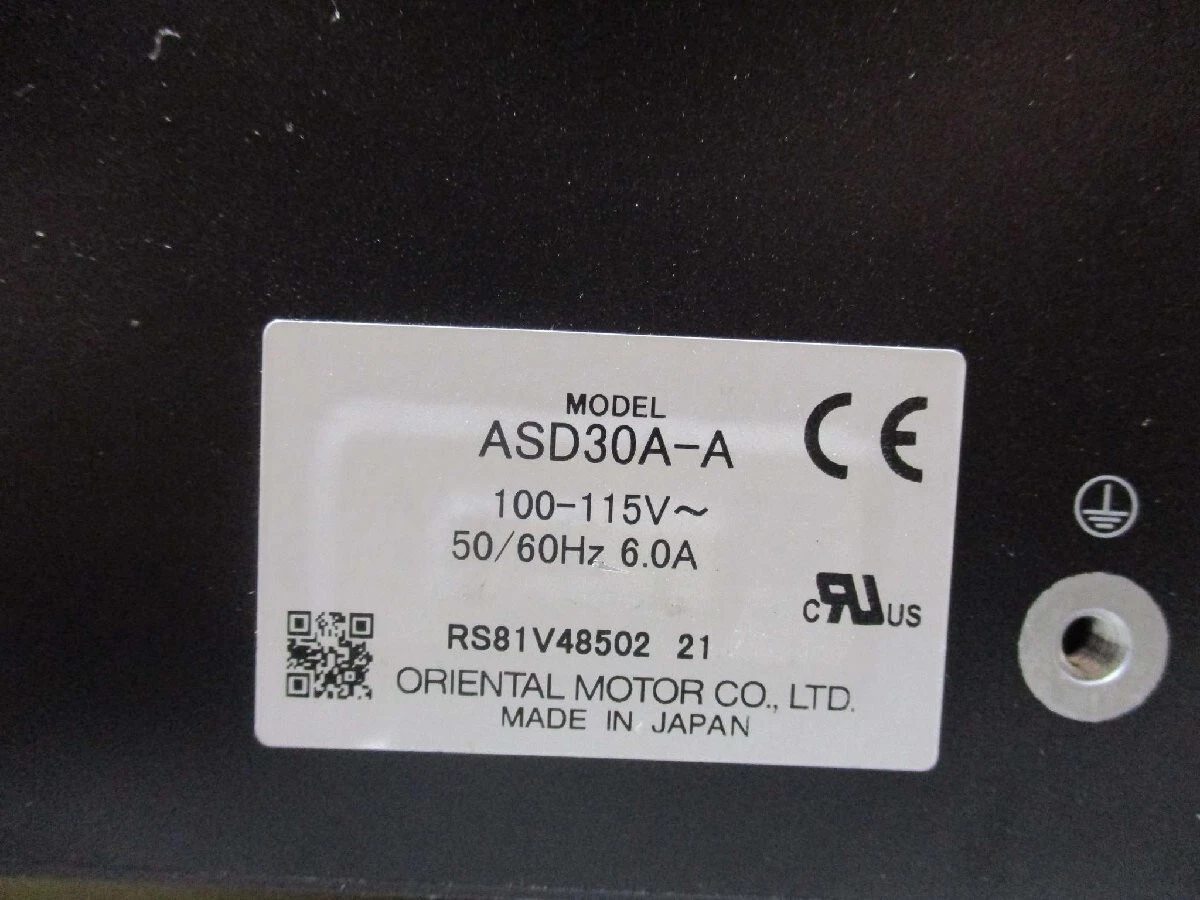 MODEL
ASD30A-A
CE
100-115V~
50/60Hz 6.0A
c RU US
RS81V48502 21
ORIENTAL MOTOR CO., LTD.
MADE IN JAPAN